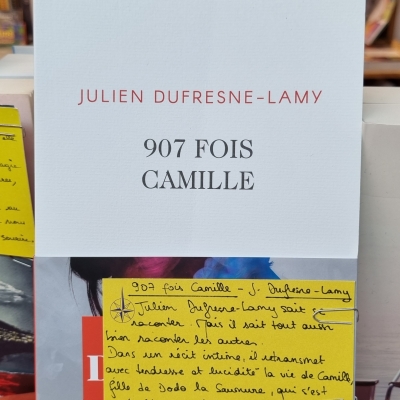 JULIEN DUFRESNE-LAMY
907 FOIS
CAMILLE
907 fois Camille - J. Dufresne-Lamy
Julien Dufresne-Lamy sait
raconter. Mais il sait tout aussi
bien raconter les autres.
Dans un récit intime, il retransmet
avec tendresse et lucidité la vie de Camille,
fille de Dodo la Saumure, qui s'est